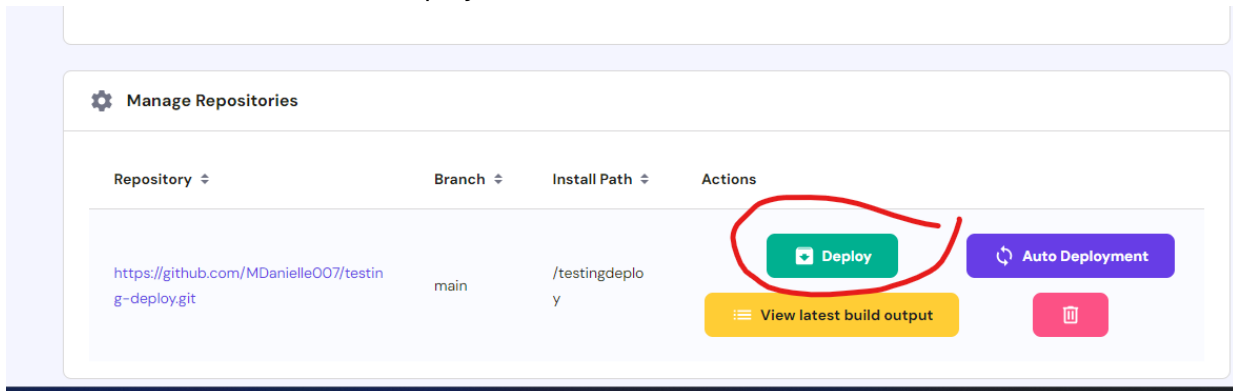 Manage Repositories
Repository Branch Install Path Actions
Deploy Auto Deployment
https://github.com/MDanielle007/testin
g-deploy.git
main
/testingdeplo
y
View latest build output